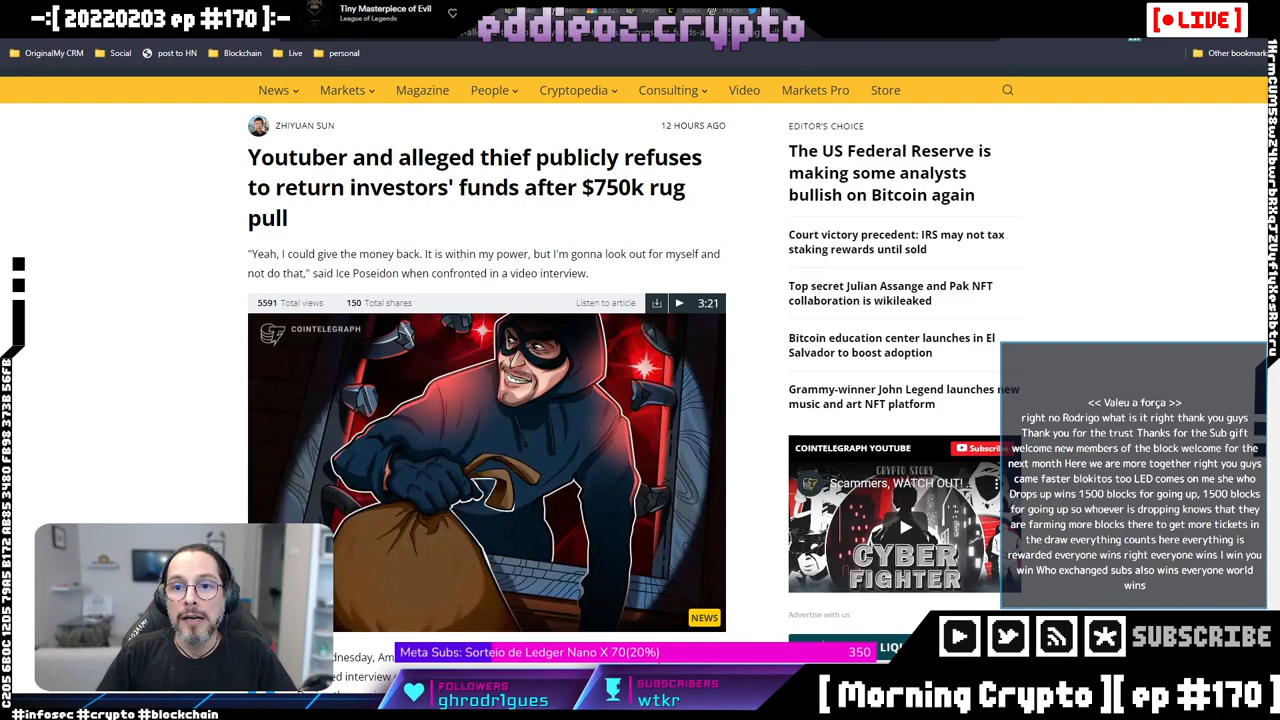 -:[ 20220203 ep #170 ]:-
Tiny Masterpiece of Evil
League of Legends
eddieoz.crypto
[ • LIVE ]
OriginalMy CRM
Social
post to HN
Blockchain
Live
personal
Other bookmark
News
Markets
Magazine
People
Cryptopedia
Consulting
Video
Markets Pro
Store
ZHIYUAN SUN
12 HOURS AGO
Youtuber and alleged thief publicly refuses
to return investors' funds after $750k rug
pull
"Yeah, I could give the money back. It is within my power, but I'm gonna look out for myself and
not do that," said Ice Poseidon when confronted in a video interview.
5591 Total views
150 Total shares
Listen to article
3:21
COINTELEGRAPH
NEWS
EDITOR'S CHOICE
The US Federal Reserve is
making some analysts
bullish on Bitcoin again
Court victory precedent: IRS may not tax
staking rewards until sold
Top secret Julian Assange and Pak NFT
collaboration is wikileaked
Bitcoin education center launches in El
Salvador to boost adoption
Grammy-winner John Legend launches new
music and art NFT platform
COINTELEGRAPH YOUTUBE
Subscribe
CRYPTO STORY
Scammers, WATCH OUT! ...
CYBER
FIGHTER
Advertise with us
<< Valeu a força >>
right no Rodrigo what is it right thank you guys
Thank you for the trust Thanks for the Sub gift
welcome new members of the block welcome for the
next month Here we are more together right you guys
came faster blokitos too LED comes on me she who
Drops up wins 1500 blocks for going up, 1500 blocks
for going up so whoever is dropping knows that they
are farming more blocks there to get more tickets in
the draw everything counts here everything is
rewarded everyone wins right everyone wins I win you
win Who exchanged subs also wins everyone world
wins
SUBSCRIBE
Meta Subs: Sorteio de Ledger Nano X 70(20%)
350
FOLLOWERS
ghrodr1gues
SUBSCRIBERS
wtkr
[ Morning Crypto ][ ep #170 ]
#infosec #crypto #blockchain